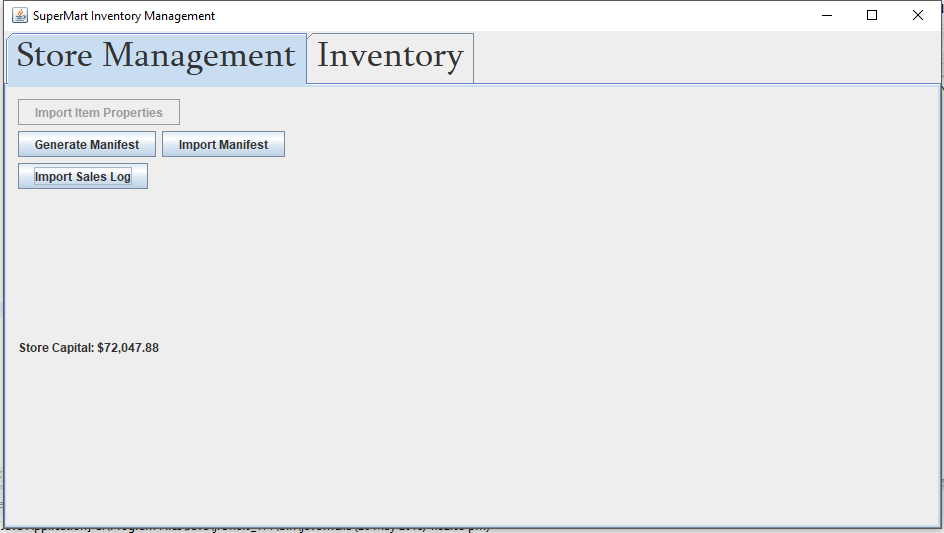 SuperMart Inventory Management
Store Management Inventory
Import Item Properties
Generate Manifest Import Manifest
Import Sales Log
Store Capital: $72,047.88